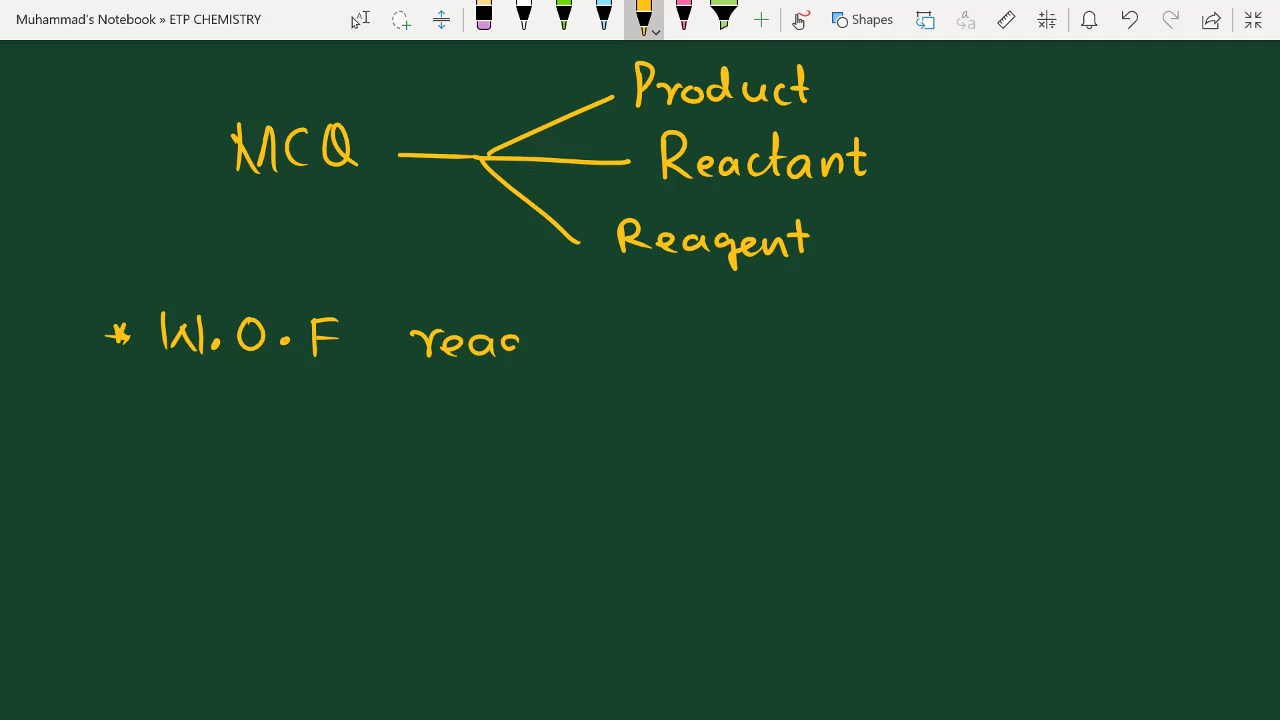 Muhammad's Notebook » ETP CHEMISTRY
Shapes
Product
MCQ
Reactant
Reagent
* W.O.F reac